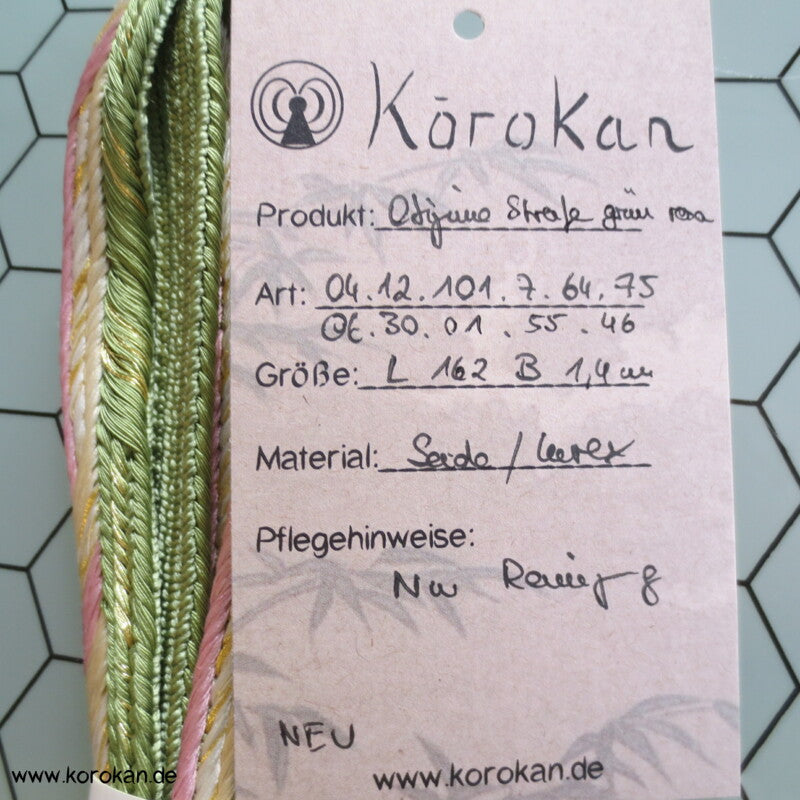 Kōrokan
Produkt: Obijime Straße grün rosa
Art: 04.12.101.7.64.75
06.30.01.55.46
Größe: L 162 B 1,4 cm
Material: Seide / Lurex
Pflegehinweise:
Nur
NEU
www.korokan.de
www.korokan.de